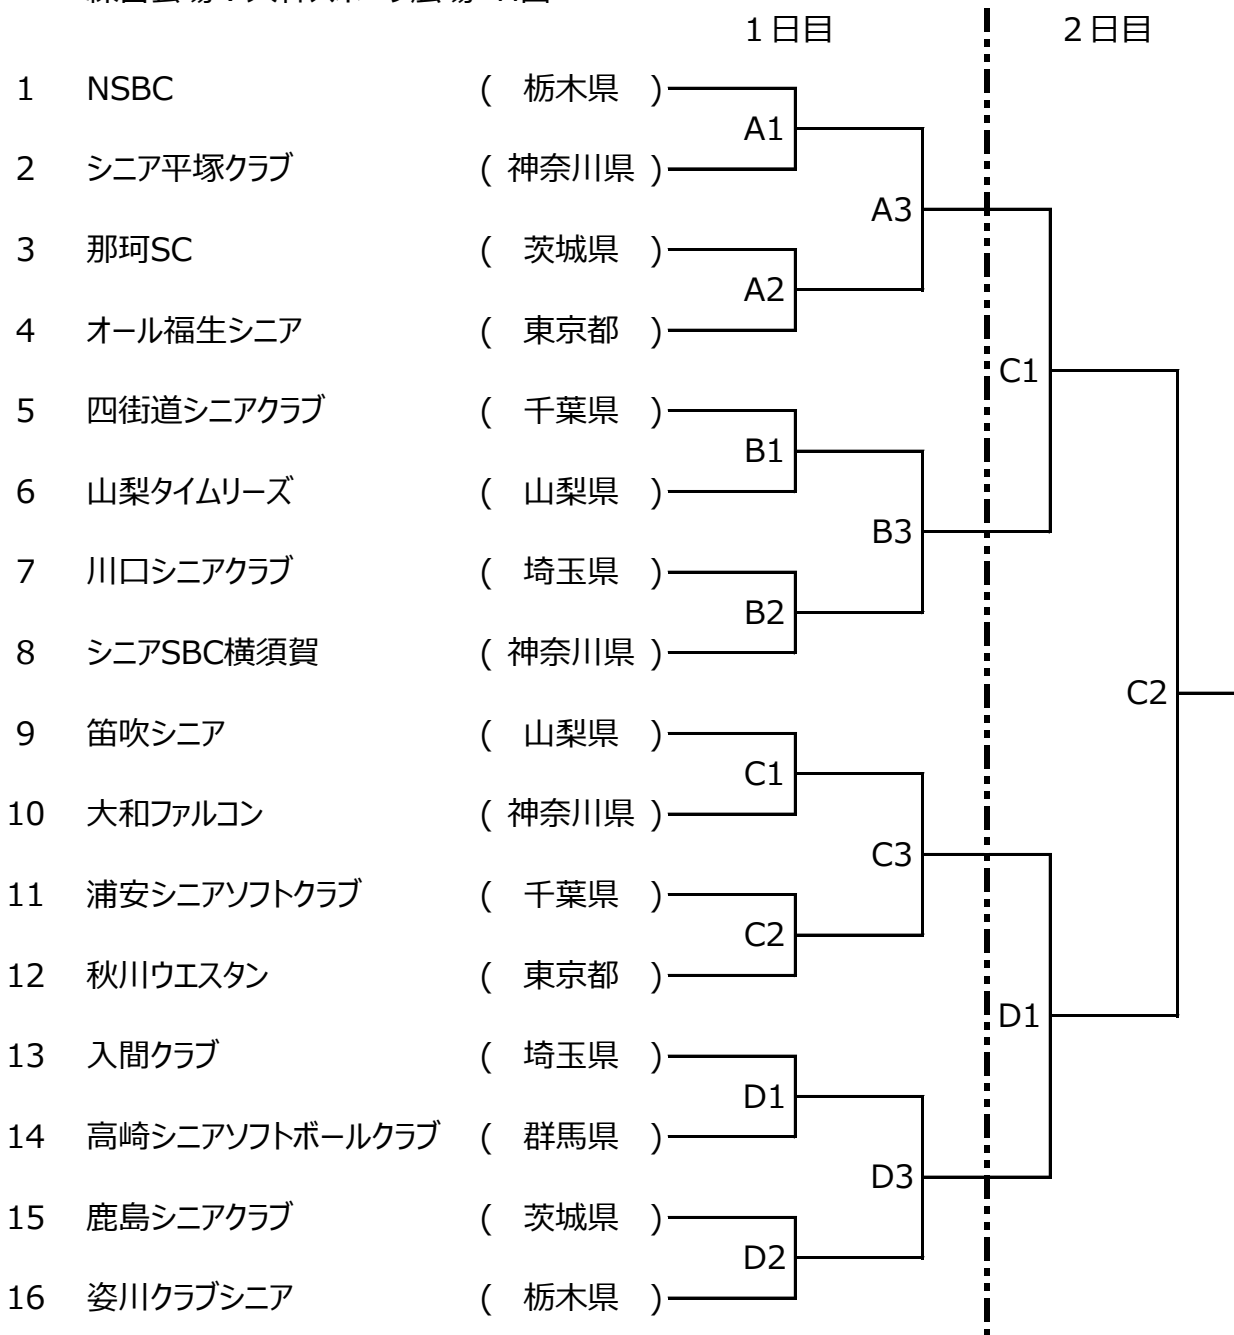 1日目 2日目
1 NSBC ( 栃木県 )
A1
2 シニア平塚クラブ ( 神奈川県 )
A3
3 那珂SC ( 茨城県 )
A2
4 オール福生シニア ( 東京都 )
C1
5 四街道シニアクラブ ( 千葉県 )
B1
6 山梨タイムリーズ ( 山梨県 )
B3
7 川口シニアクラブ ( 埼玉県 )
B2
8 シニアSBC横須賀 ( 神奈川県 )
C2
9 笛吹シニア ( 山梨県 )
C1
10 大和ファルコン ( 神奈川県 )
C3
11 浦安シニアソフトクラブ ( 千葉県 )
C2
12 秋川ウエスタン ( 東京都 )
D1
13 入間クラブ ( 埼玉県 )
D1
14 高崎シニアソフトボールクラブ ( 群馬県 )
D3
15 鹿島シニアクラブ ( 茨城県 )
D2
16 姿川クラブシニア ( 栃木県 )